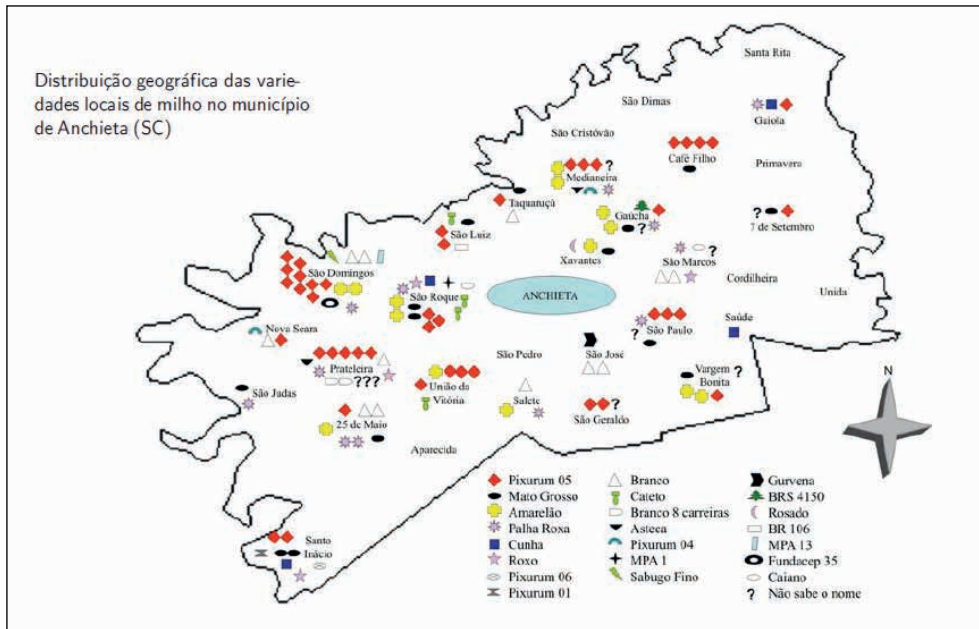 Distribuição geográfica das varie-
dades locais de milho no município
de Anchieta (SC)
Santa Rita
São Dimas
Gaiola
São Cristóvão
Café Filho
Primavera
?
Medianeira
Taquaruçú
Gaúcha
?
?
7 de Setembro
São Luiz
Xavantes
São Marcos
?
São Domingos
Cordilheira
São Roque
ANCHIETA
Unida
Saúde
Nova Seara
?
São Paulo
Prateleira
???
São Pedro
São José
União da
Vitória
Vargem
Bonita
?
N
São Judas
Salete
?
São Geraldo
25 de Maio
Aparecida
Santo
Inácio
Pixurum 05
Mato Grosso
Amarelão
Palha Roxa
Cunha
Roxo
Pixurum 06
Pixurum 01
Branco
Cateto
Branco 8 carreiras
Asteca
Pixurum 04
MPA 1
Sabugo Fino
Gurvena
BRS 4150
Rosado
BR 106
MPA 13
Fundacep 35
Caiano
? Não sabe o nome